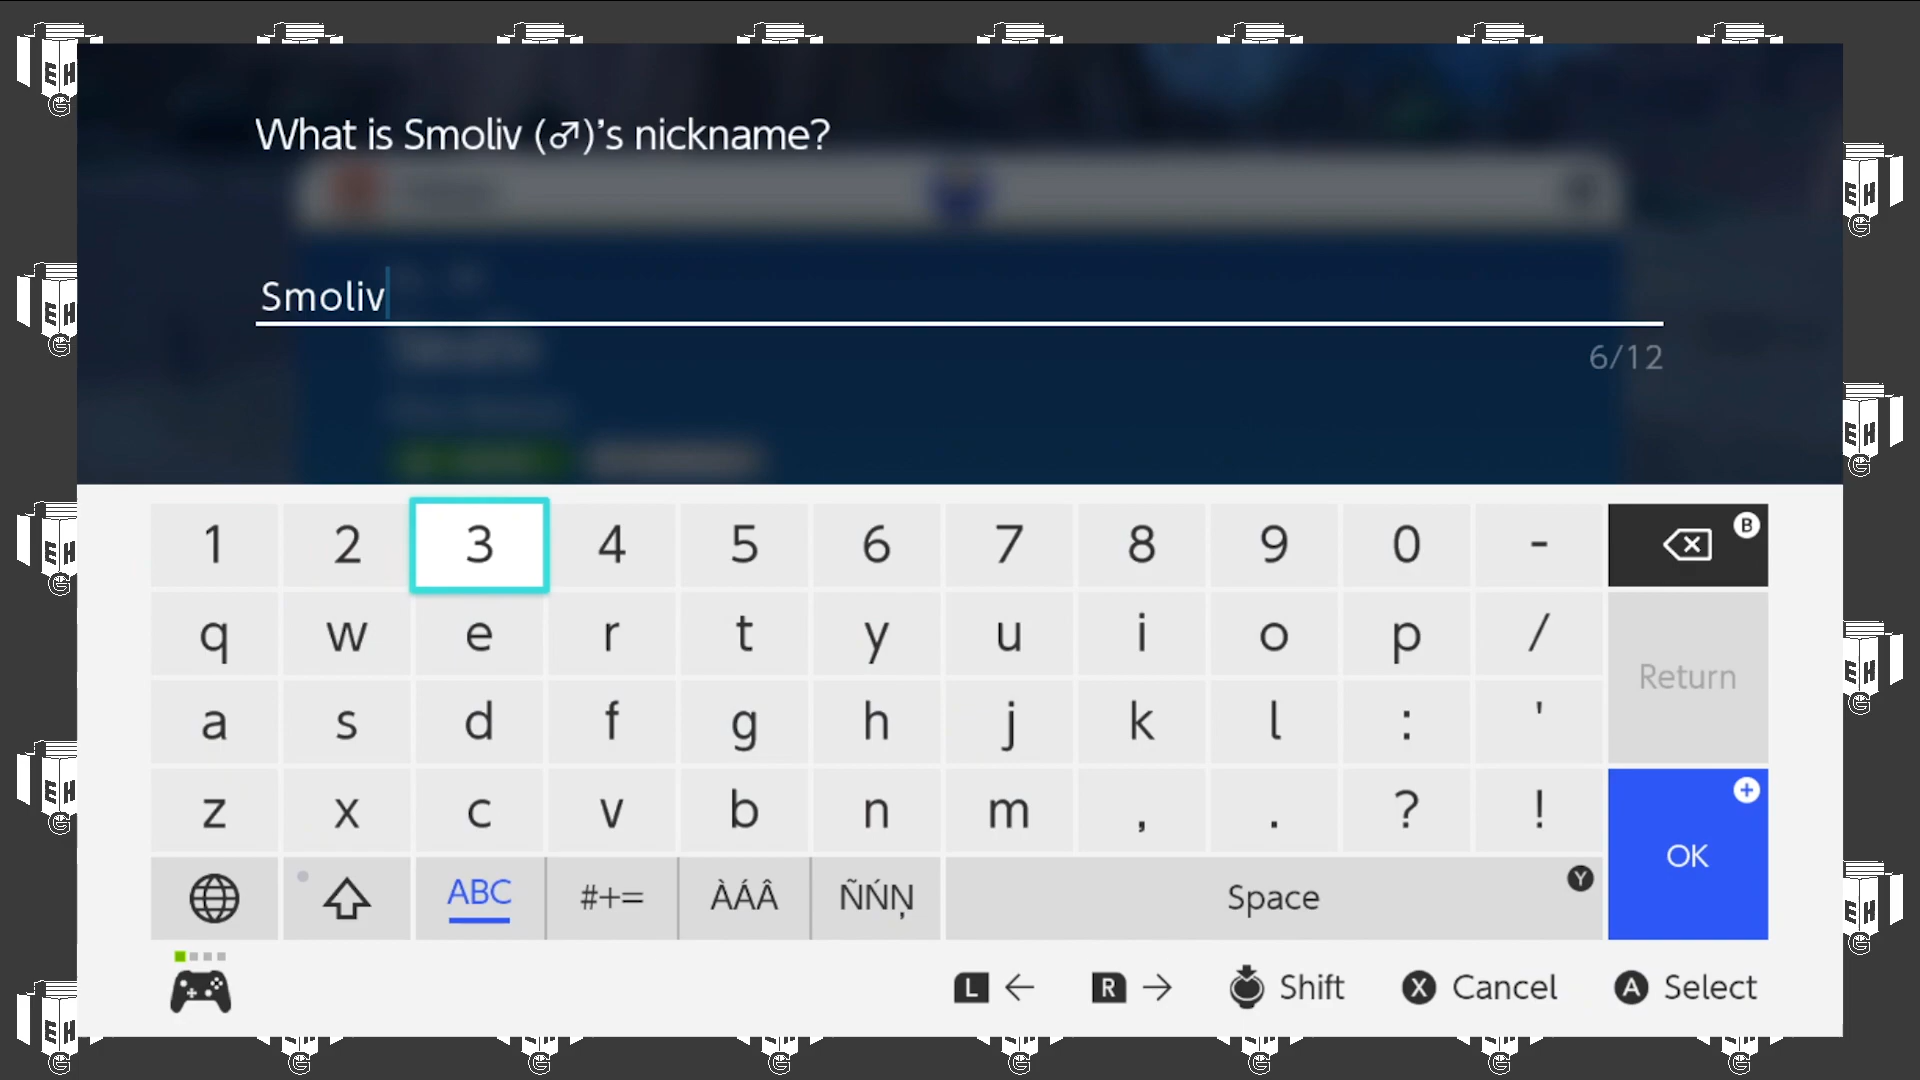 What is Smoliv (♂)'s nickname?
Smoliv
6/12
1 2 3 4 5 6 7 8 9 0 - B
q w e r t y u i o p / Return
a s d f g h j k l : '
z x c v b n m , . ? ! +
OK
ABC #+= ÀÁÂ ÑŃŅ Space Y
L ← R → Shift X Cancel A Select
EH
G